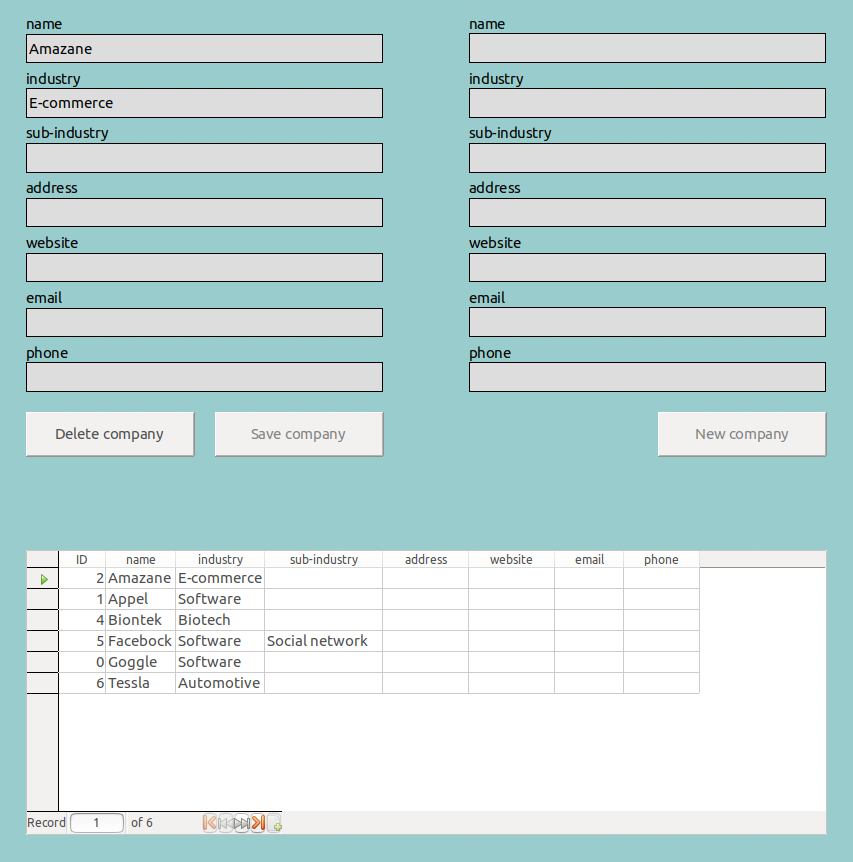 name
Amazane
industry
E-commerce
sub-industry
address
website
email
phone
Delete company Save company
name
industry
sub-industry
address
website
email
phone
New company
ID name industry sub-industry address website email phone
2 Amazane E-commerce
1 Appel Software
4 Biontek Biotech
5 Facebock Software Social network
0 Goggle Software
6 Tessla Automotive
Record 1 of 6